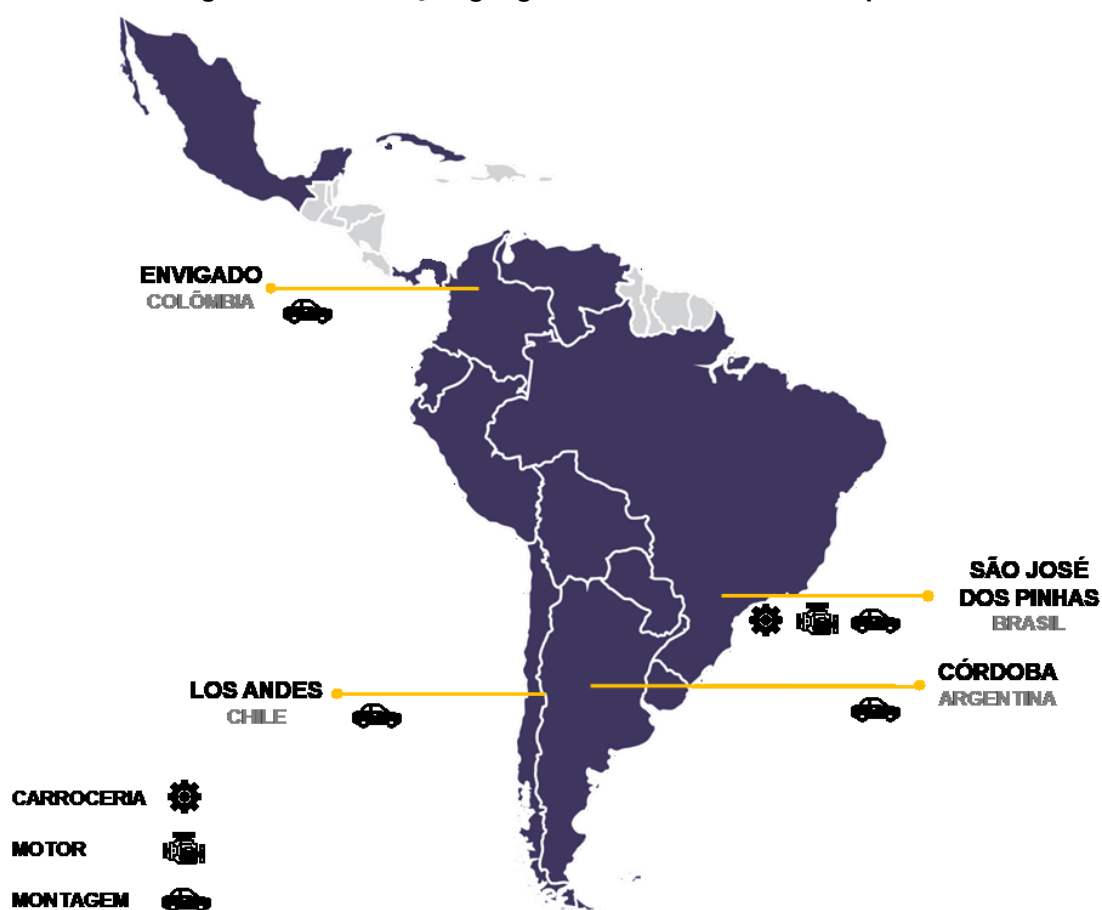 ENVIGADO
COLÔMBIA
SÃO JOSÉ
DOS PINHAS
BRASIL
CÓRDOBA
ARGENTINA
LOS ANDES
CHILE
CARROCERIA
MOTOR
MONTAGEM